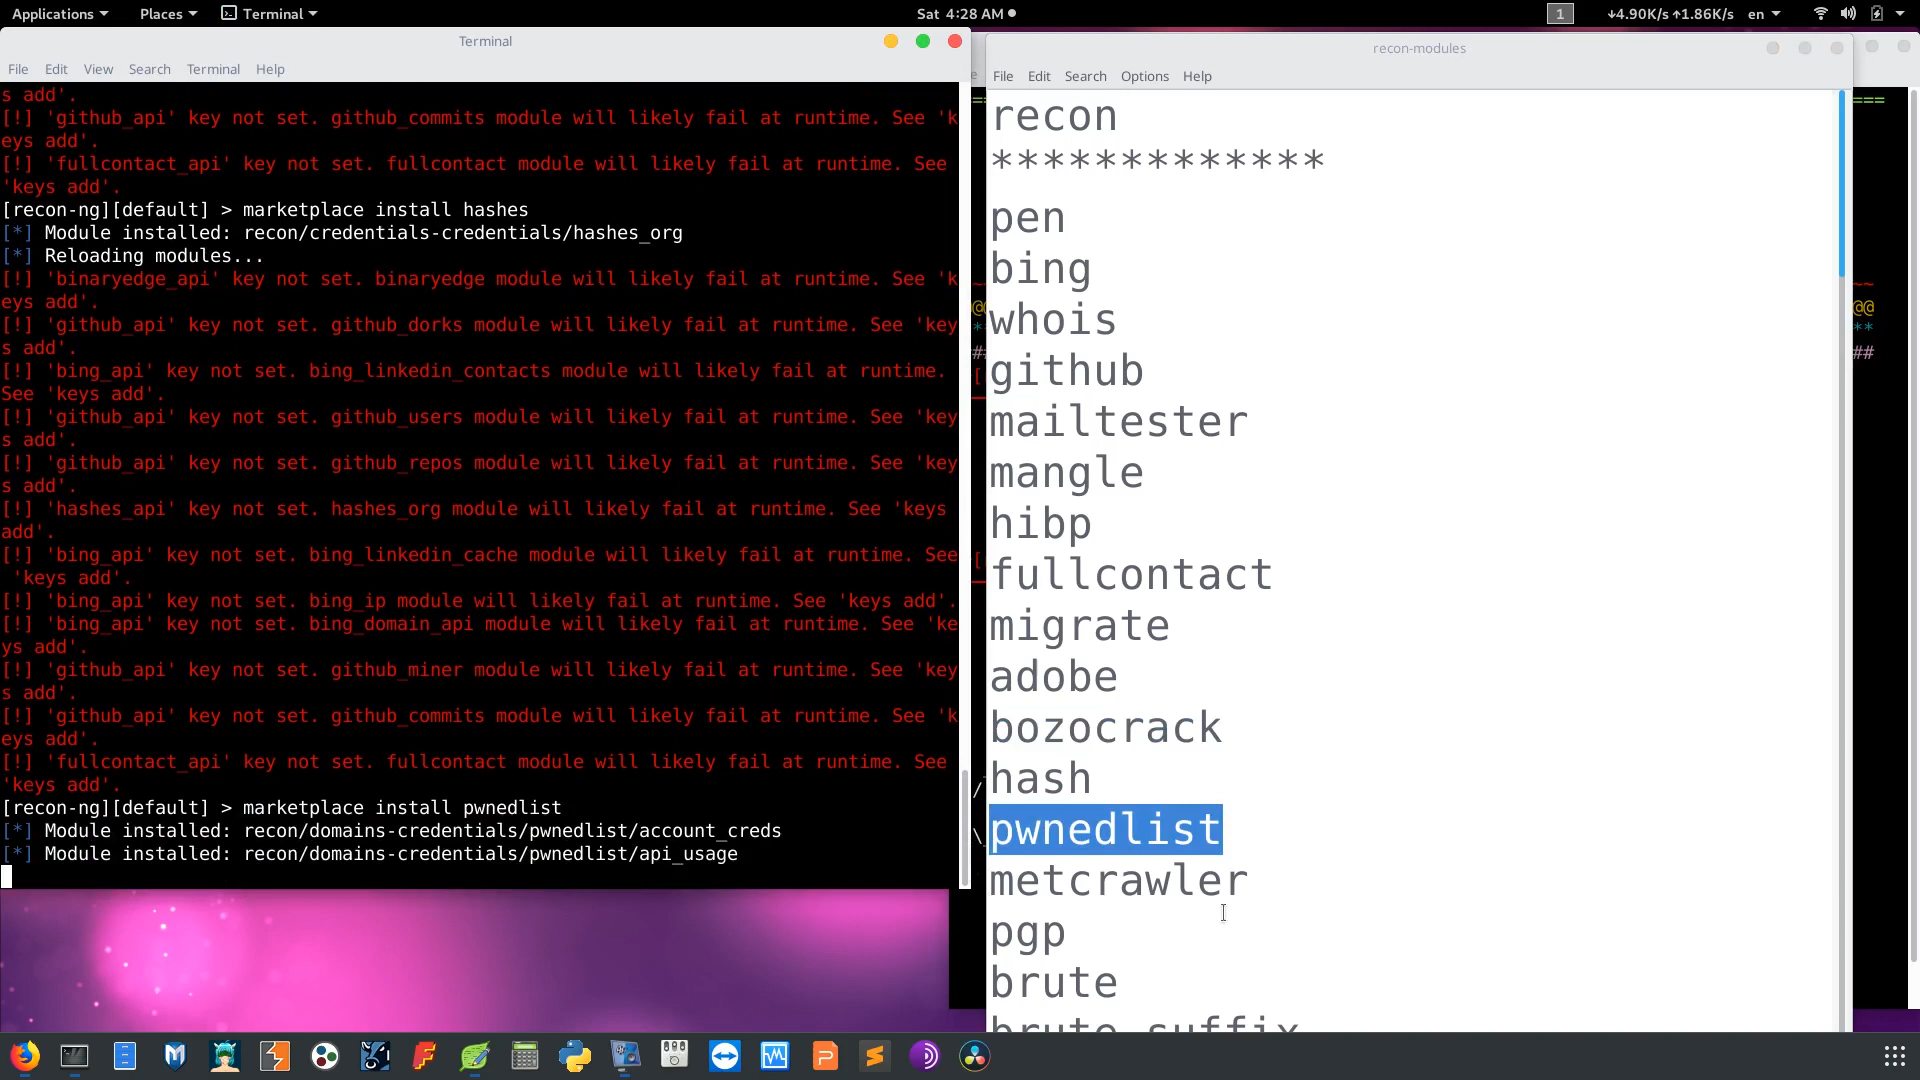 Applications Places Terminal Sat 4:28 AM 1 ↓4.90K/s ↑1.86K/s en
Terminal
File Edit View Search Terminal Help
s add'.
[!] 'github_api' key not set. github_commits module will likely fail at runtime. See 'k
eys add'.
[!] 'fullcontact_api' key not set. fullcontact module will likely fail at runtime. See
'keys add'.
[recon-ng][default] > marketplace install hashes
[*] Module installed: recon/credentials-credentials/hashes_org
[*] Reloading modules...
[!] 'binaryedge_api' key not set. binaryedge module will likely fail at runtime. See 'k
eys add'.
[!] 'github_api' key not set. github_dorks module will likely fail at runtime. See 'key
s add'.
[!] 'bing_api' key not set. bing_linkedin_contacts module will likely fail at runtime.
See 'keys add'.
[!] 'github_api' key not set. github_users module will likely fail at runtime. See 'key
s add'.
[!] 'github_api' key not set. github_repos module will likely fail at runtime. See 'key
s add'.
[!] 'hashes_api' key not set. hashes_org module will likely fail at runtime. See 'keys
add'.
[!] 'bing_api' key not set. bing_linkedin_cache module will likely fail at runtime. See
'keys add'.
[!] 'bing_api' key not set. bing_ip module will likely fail at runtime. See 'keys add'.
[!] 'bing_api' key not set. bing_domain_api module will likely fail at runtime. See 'ke
ys add'.
[!] 'github_api' key not set. github_miner module will likely fail at runtime. See 'key
s add'.
[!] 'github_api' key not set. github_commits module will likely fail at runtime. See 'k
eys add'.
[!] 'fullcontact_api' key not set. fullcontact module will likely fail at runtime. See
'keys add'.
[recon-ng][default] > marketplace install pwnedlist
[*] Module installed: recon/domains-credentials/pwnedlist/account_creds
[*] Module installed: recon/domains-credentials/pwnedlist/api_usage
recon-modules
File Edit Search Options Help
recon
*************
pen
bing
whois
github
mailtester
mangle
hibp
fullcontact
migrate
adobe
bozocrack
hash
pwnedlist
metcrawler
pgp
brute
brute suffix
===
~~
@@
**
##